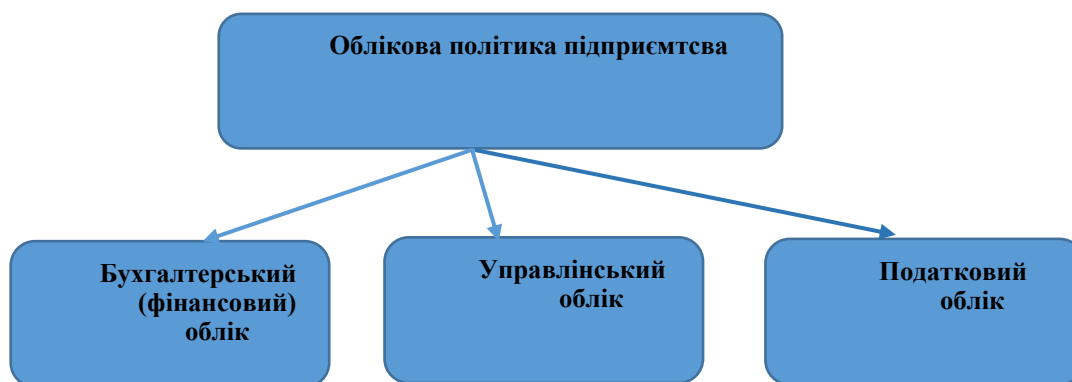 Облікова політика підприємтсва
Бухгалтерський
(фінансовий)
облік
Управлінський
облік
Податковий
облік